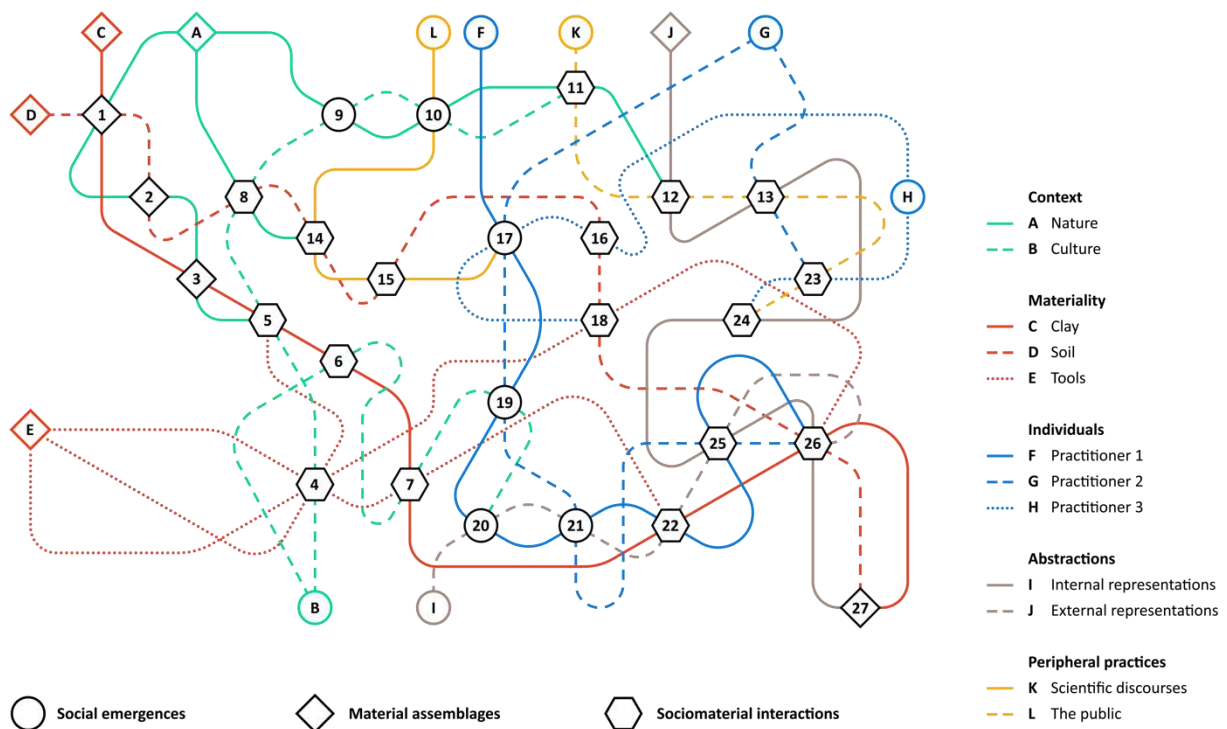 C
A
L
F
K
J
G
D
1
9
10
11
2
8
12
13
H
14
17
16
3
15
23
5
18
24
6
19
E
25
26
4
7
20
21
22
B
I
27
Context
A Nature
B Culture
Materiality
C Clay
D Soil
E Tools
Individuals
F Practitioner 1
G Practitioner 2
H Practitioner 3
Abstractions
I Internal representations
J External representations
Peripheral practices
K Scientific discourses
L The public
Social emergences
Material assemblages
Sociomaterial interactions